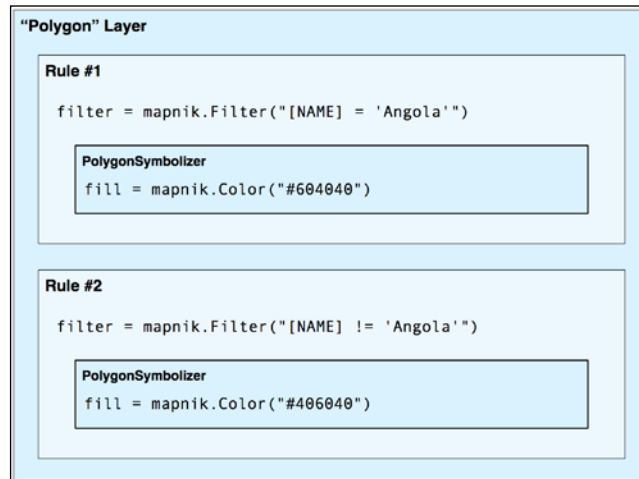 “Polygon” Layer
Rule #1
filter = mapnik.Filter("[NAME] = 'Angola'")
PolygonSymbolizer
fill = mapnik.Color("#604040")
Rule #2
filter = mapnik.Filter("[NAME] != 'Angola'")
PolygonSymbolizer
fill = mapnik.Color("#406040")